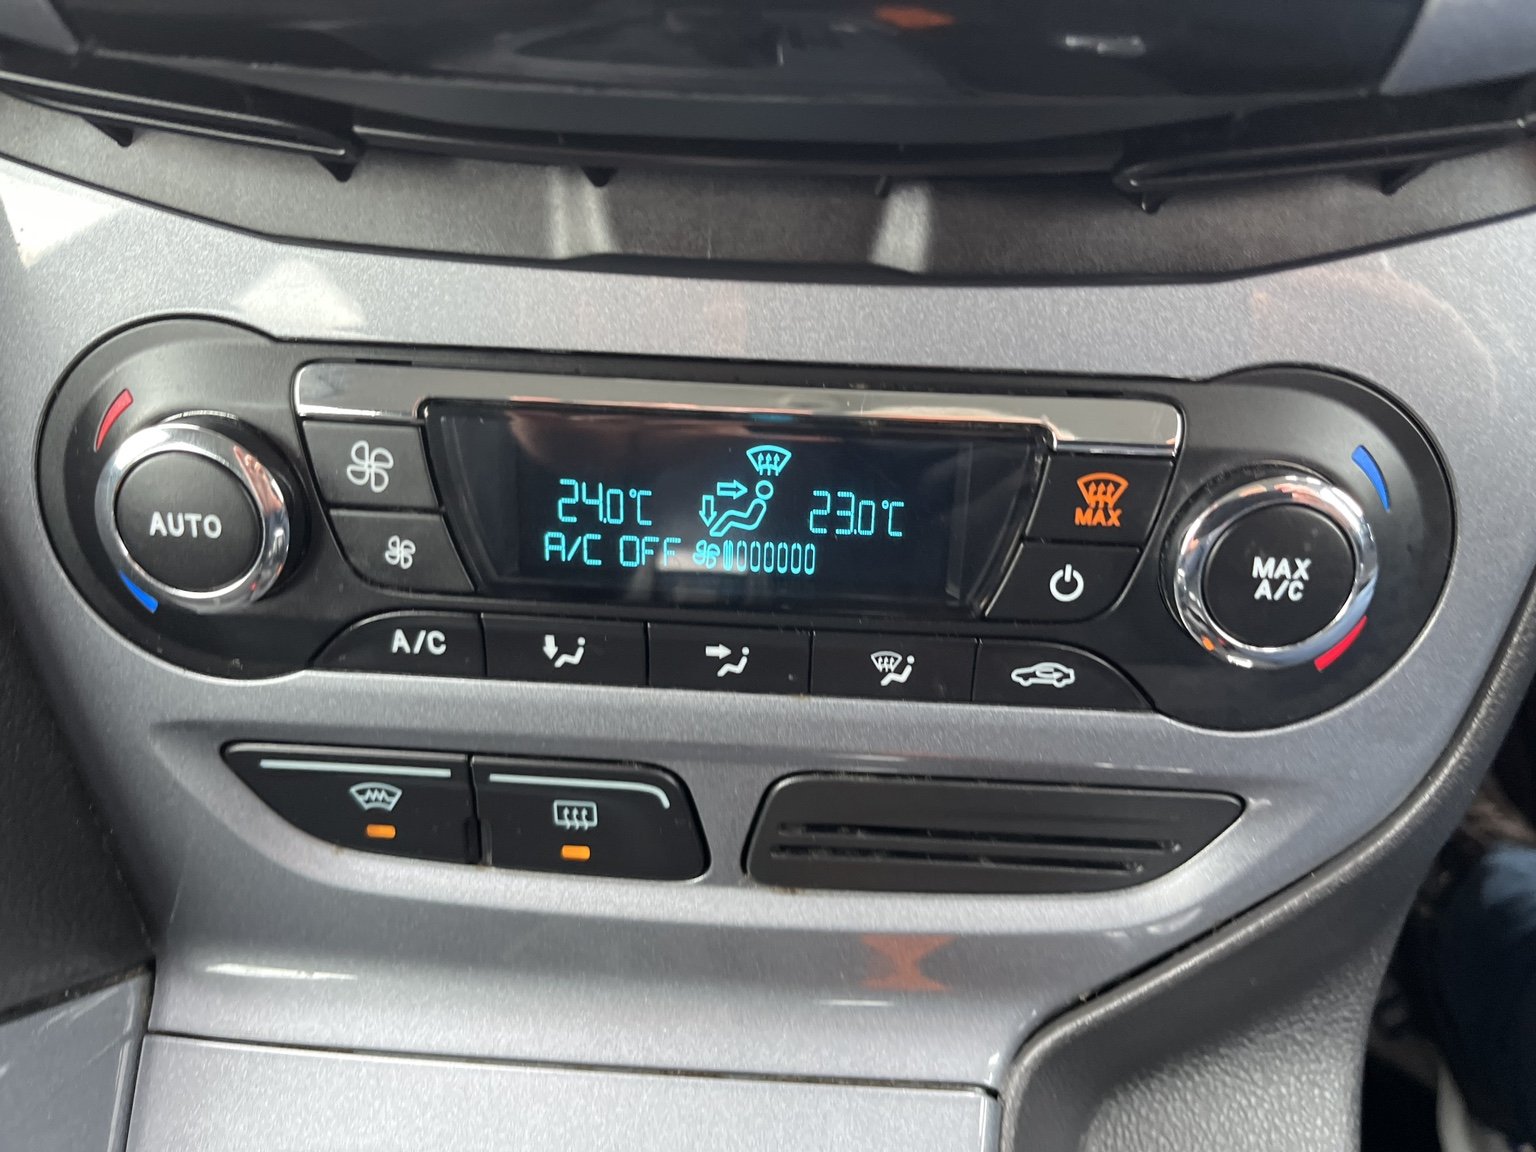 AUTO
24.0°C
23.0°C
A/C OFF
MAX
MAX
A/C
A/C